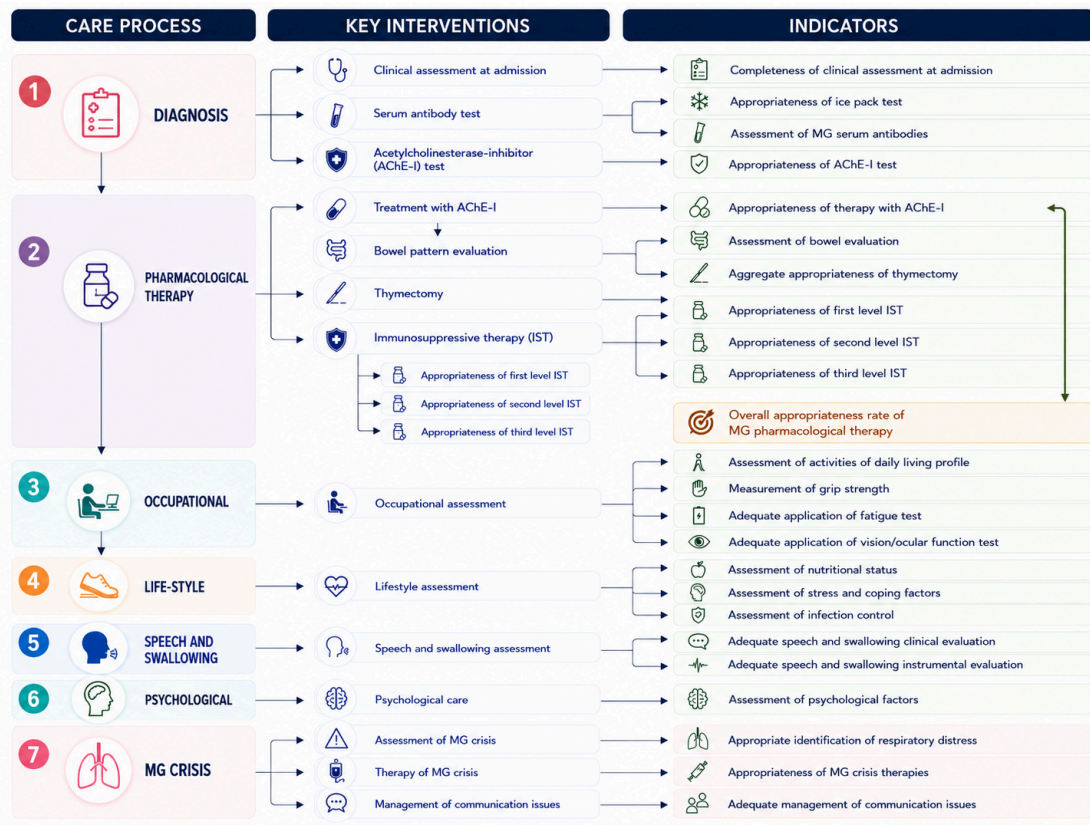 CARE PROCESS
KEY INTERVENTIONS
INDICATORS
1
DIAGNOSIS
Clinical assessment at admission
Serum antibody test
Acetylcholinesterase-inhibitor
(AChE-I) test
Completeness of clinical assessment at admission
Appropriateness of ice pack test
Assessment of MG serum antibodies
Appropriateness of AChE-I test
2
PHARMACOLOGICAL
THERAPY
Treatment with AChE-I
Bowel pattern evaluation
Thymectomy
Immunosuppressive therapy (IST)
Appropriateness of first level IST
Appropriateness of second level IST
Appropriateness of third level IST
Appropriateness of therapy with AChE-I
Assessment of bowel evaluation
Aggregate appropriateness of thymectomy
Appropriateness of first level IST
Appropriateness of second level IST
Appropriateness of third level IST
Overall appropriateness rate of
MG pharmacological therapy
3
OCCUPATIONAL
Occupational assessment
Assessment of activities of daily living profile
Measurement of grip strength
Adequate application of fatigue test
Adequate application of vision/ocular function test
4
LIFE-STYLE
Lifestyle assessment
Assessment of nutritional status
Assessment of stress and coping factors
Assessment of infection control
5
SPEECH AND
SWALLOWING
Speech and swallowing assessment
Adequate speech and swallowing clinical evaluation
Adequate speech and swallowing instrumental evaluation
6
PSYCHOLOGICAL
Psychological care
Assessment of psychological factors
7
MG CRISIS
Assessment of MG crisis
Therapy of MG crisis
Management of communication issues
Appropriate identification of respiratory distress
Appropriateness of MG crisis therapies
Adequate management of communication issues